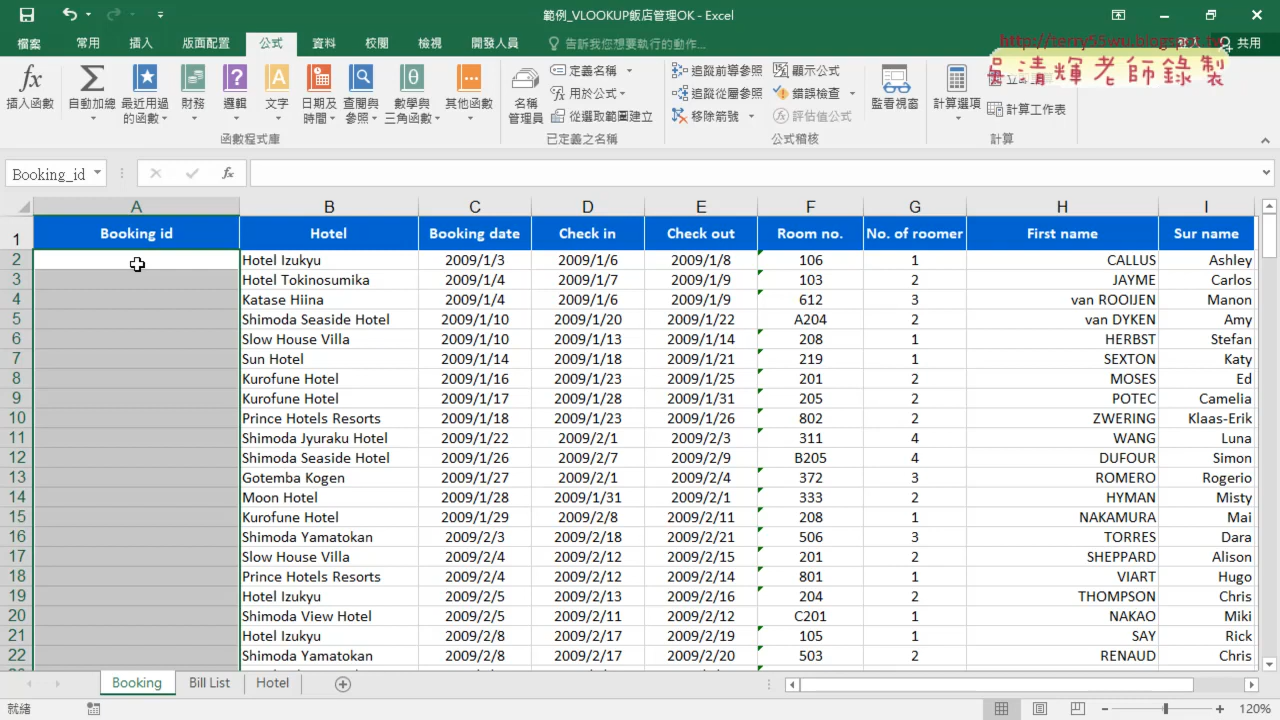 範例_VLOOKUP飯店管理OK - Excel
檔案 常用 插入 版面配置 公式 資料 校閱 檢視 開發人員 告訴我您想要執行的動作... 共用
http://terry55wu.blogspot.tw
吳清輝老師錄製
fx 插入函數
Σ 自動加總
最近用過的函數
財務
? 邏輯
A 文字
日期及時間
查閱與參照
θ 數學與三角函數
其他函數
函數程式庫
名稱管理員
定義名稱
用於公式
從選取範圍建立
已定義之名稱
追蹤前導參照
追蹤從屬參照
移除箭號
顯示公式
錯誤檢查
評估值公式
公式稽核
監看視窗
計算選項
計算工作表
計算
Booking_id fx
A B C D E F G H I
1 Booking id Hotel Booking date Check in Check out Room no. No. of roomer First name Sur name
2 Hotel Izukyu 2009/1/3 2009/1/6 2009/1/8 106 1 CALLUS Ashley
3 Hotel Tokinosumika 2009/1/4 2009/1/7 2009/1/9 103 2 JAYME Carlos
4 Katase Hiina 2009/1/4 2009/1/6 2009/1/9 612 3 van ROOIJEN Manon
5 Shimoda Seaside Hotel 2009/1/10 2009/1/20 2009/1/22 A204 2 van DYKEN Amy
6 Slow House Villa 2009/1/10 2009/1/13 2009/1/14 208 1 HERBST Stefan
7 Sun Hotel 2009/1/14 2009/1/18 2009/1/21 219 1 SEXTON Katy
8 Kurofune Hotel 2009/1/16 2009/1/23 2009/1/25 201 2 MOSES Ed
9 Kurofune Hotel 2009/1/17 2009/1/28 2009/1/31 205 2 POTEC Camelia
10 Prince Hotels Resorts 2009/1/18 2009/1/23 2009/1/26 802 2 ZWERING Klaas-Erik
11 Shimoda Jyuraku Hotel 2009/1/22 2009/2/1 2009/2/3 311 4 WANG Luna
12 Shimoda Seaside Hotel 2009/1/26 2009/2/7 2009/2/9 B205 4 DUFOUR Simon
13 Gotemba Kogen 2009/1/27 2009/2/1 2009/2/4 372 3 ROMERO Rogerio
14 Moon Hotel 2009/1/28 2009/1/31 2009/2/1 333 2 HYMAN Misty
15 Kurofune Hotel 2009/1/29 2009/2/8 2009/2/11 208 1 NAKAMURA Mai
16 Shimoda Yamatokan 2009/2/3 2009/2/18 2009/2/21 506 3 TORRES Dara
17 Slow House Villa 2009/2/4 2009/2/12 2009/2/15 201 2 SHEPPARD Alison
18 Prince Hotels Resorts 2009/2/4 2009/2/12 2009/2/14 801 1 VIART Hugo
19 Hotel Izukyu 2009/2/5 2009/2/13 2009/2/16 204 2 THOMPSON Chris
20 Shimoda View Hotel 2009/2/5 2009/2/11 2009/2/12 C201 1 NAKAO Miki
21 Hotel Izukyu 2009/2/8 2009/2/17 2009/2/19 105 1 SAY Rick
22 Shimoda Yamatokan 2009/2/8 2009/2/17 2009/2/20 503 2 RENAUD Chris
Booking Bill List Hotel
就緒 120%